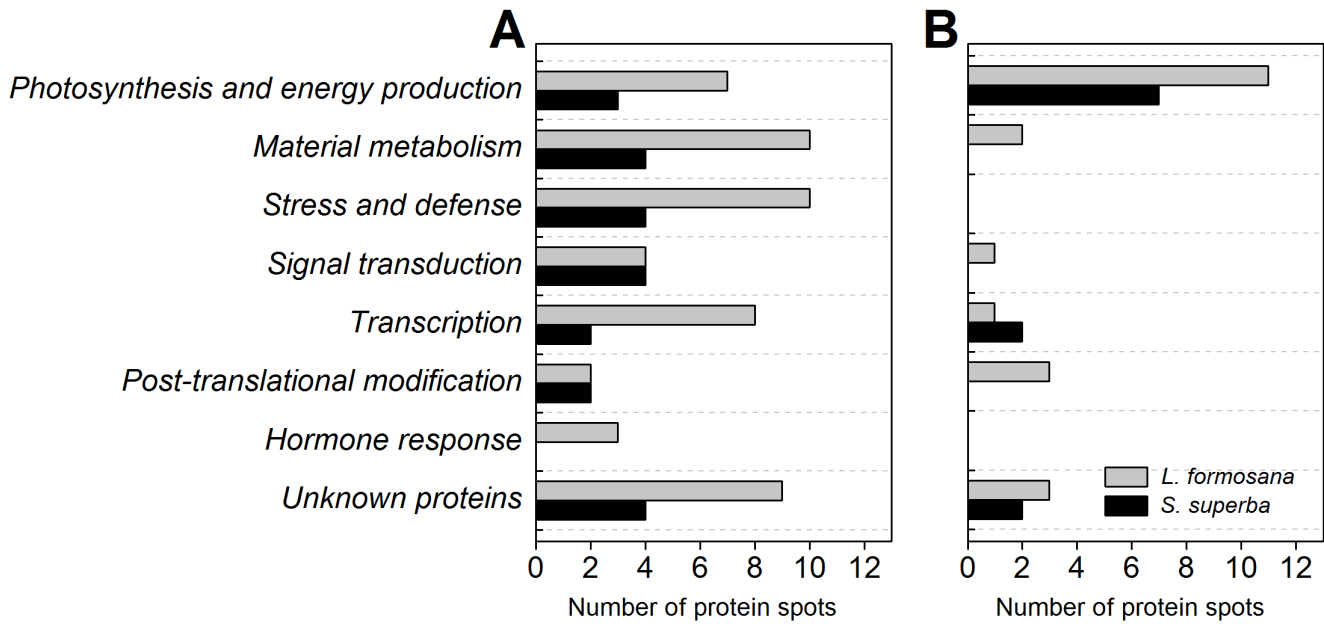 A
B
Photosynthesis and energy production
Material metabolism
Stress and defense
Signal transduction
Transcription
Post-translational modification
Hormone response
Unknown proteins
L. formosana
S. superba
0 2 4 6 8 10 12
0 2 4 6 8 10 12
Number of protein spots
Number of protein spots